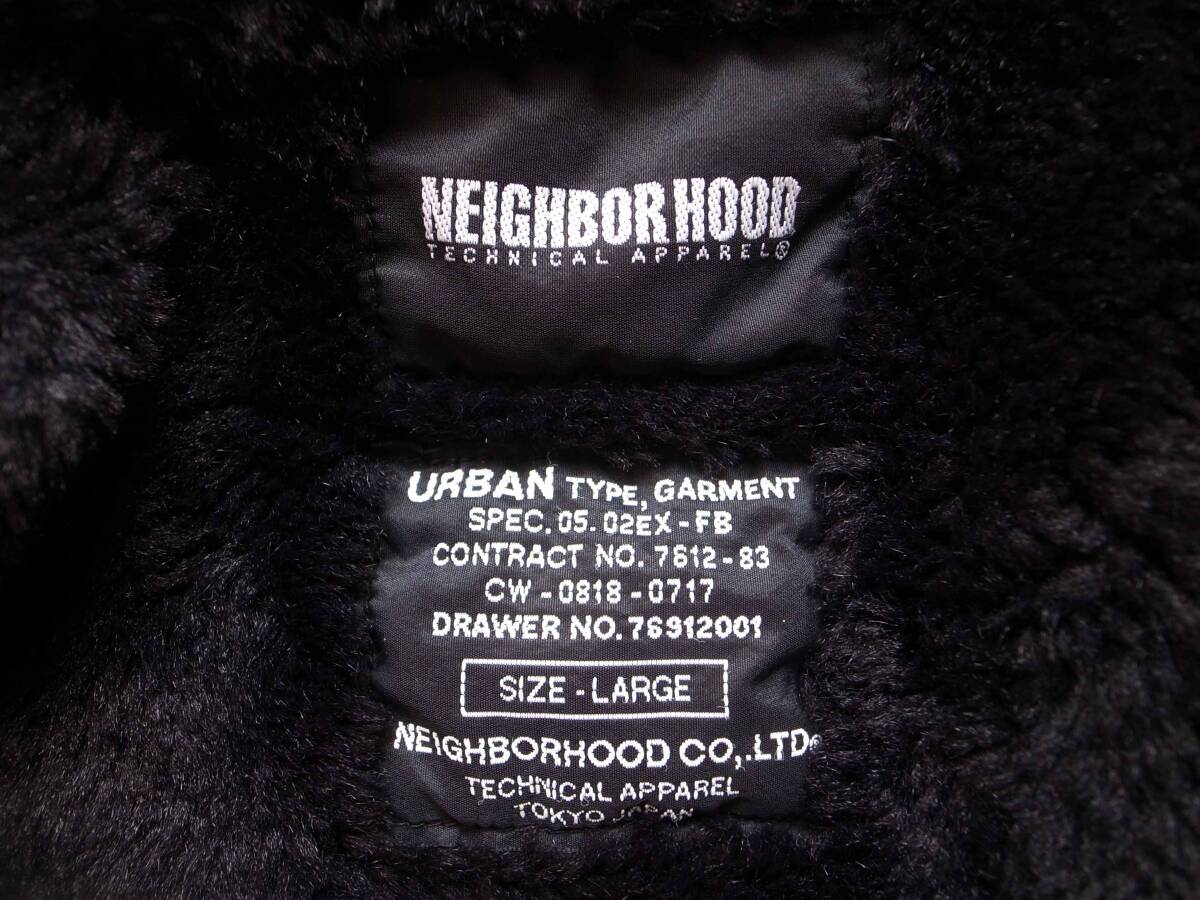 NEIGHBORHOOD
TECHNICAL APPAREL®
URBAN TYPE, GARMENT
SPEC. 05. 02EX - FB
CONTRACT NO. 7612 - 83
CW - 0818 - 0717
DRAWER NO. 76912001
SIZE - LARGE
NEIGHBORHOOD CO,.LTD®
TECHNICAL APPAREL
TOKYO JAPAN